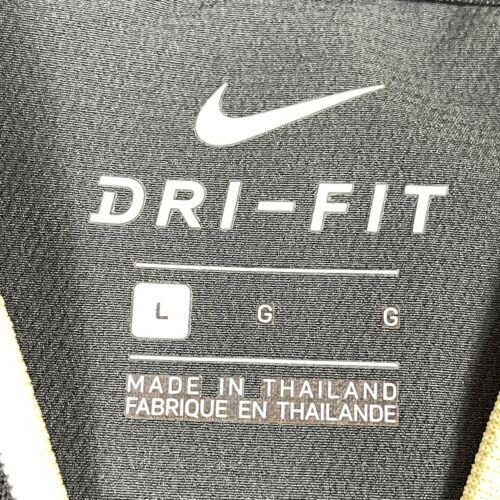 DRI-FIT
L G G
MADE IN THAILAND
FABRIQUE EN THAILANDE